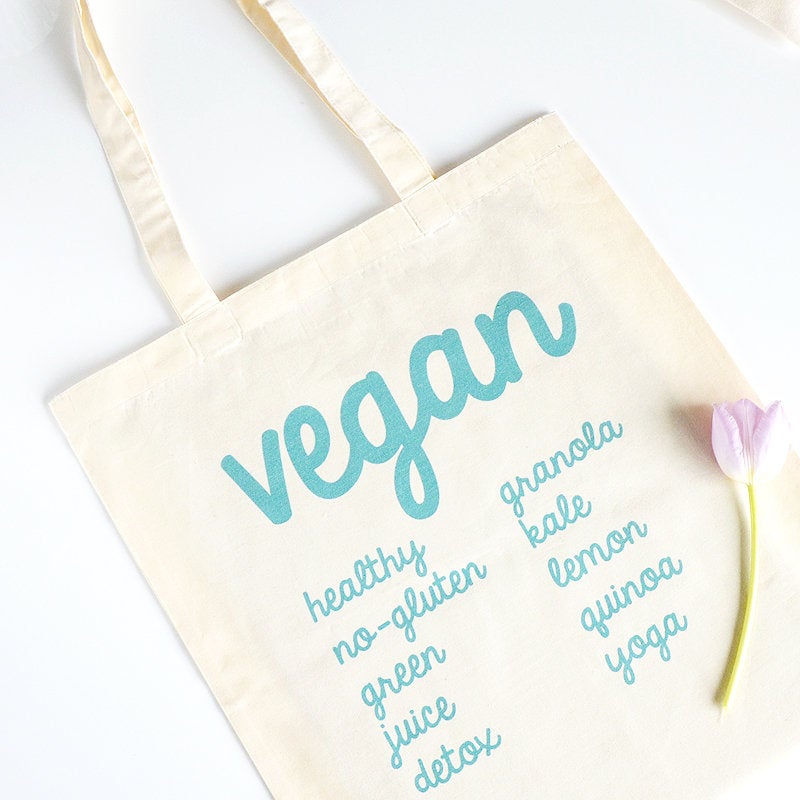 vegan
healthy
no-gluten
green
juice
detox
granola
kale
lemon
quinoa
yoga